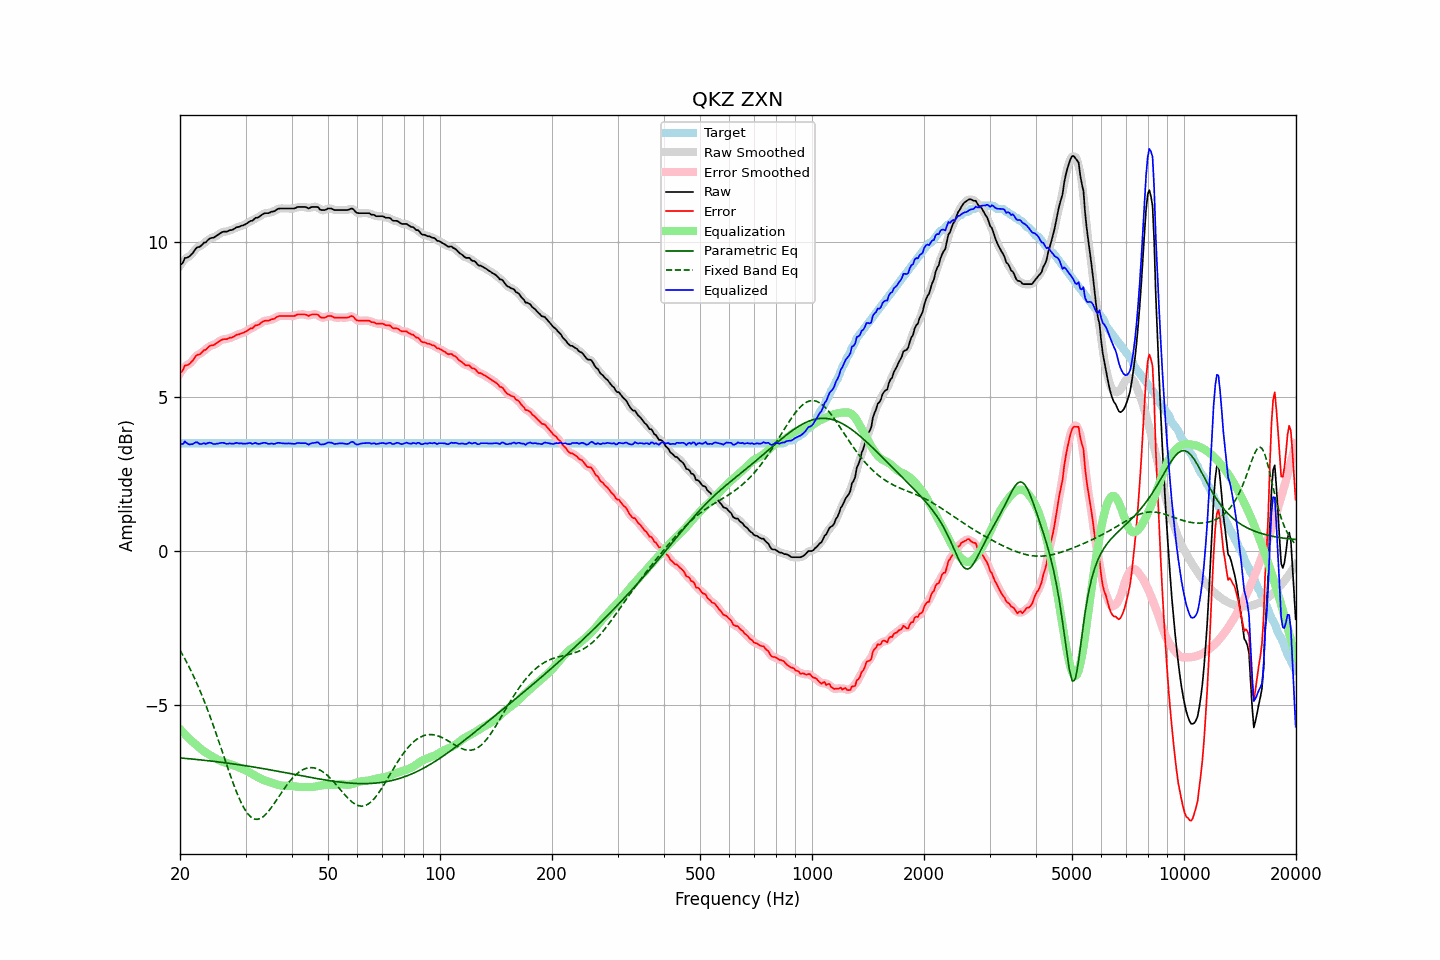 QKZ ZXN
Target
Raw Smoothed
Error Smoothed
Raw
Error
Equalization
Parametric Eq
Fixed Band Eq
Equalized
10
5
0
−5
Amplitude (dBr)
20 50 100 200 500 1000 2000 5000 10000 20000
Frequency (Hz)